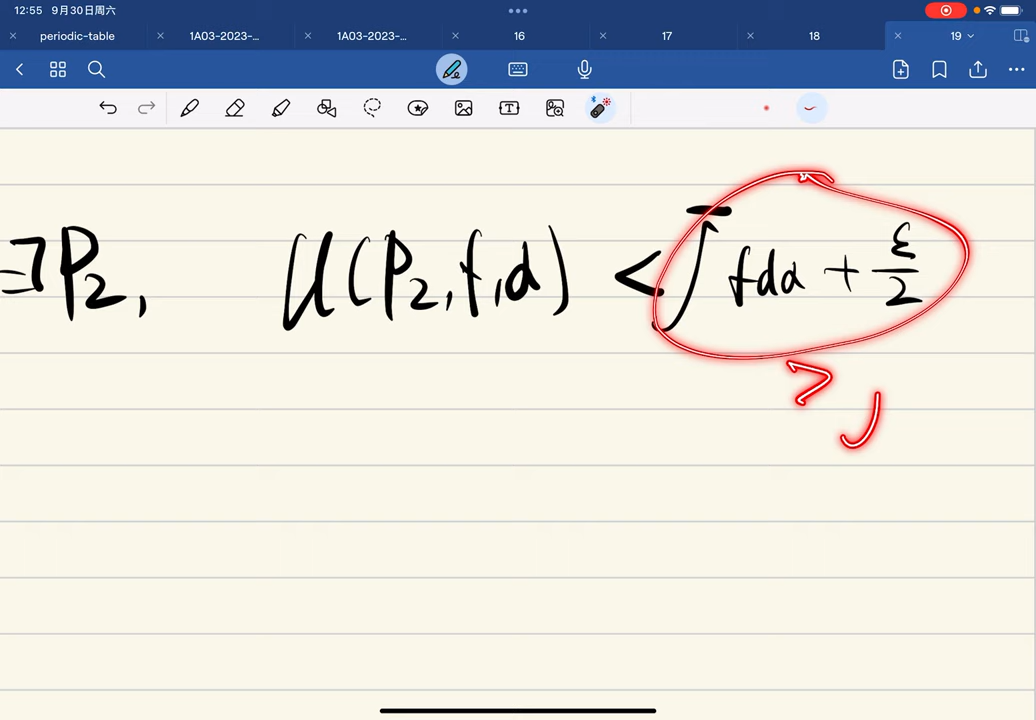 12:55 9月30日周六
periodic-table 1A03-2023-... 1A03-2023-... 16 17 18 19
∃P₂, U(P₂,f,α) < ∫̅ fdα + ε/2
>